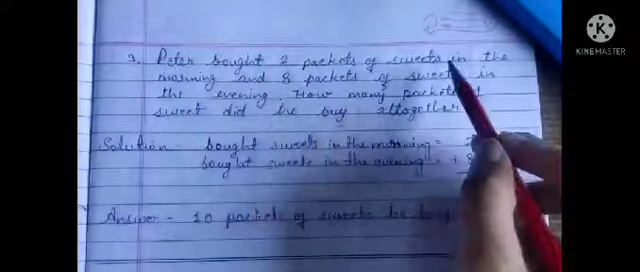 2. Peter bought 2 packets of sweets in the
morning and 8 packets of sweets in
the evening. How many packets of
sweet did he buy altogether
Solution - bought sweets in the morning =
bought sweets in the evening = + 8
Answer - 10 packet of sweets he
KINEMASTER